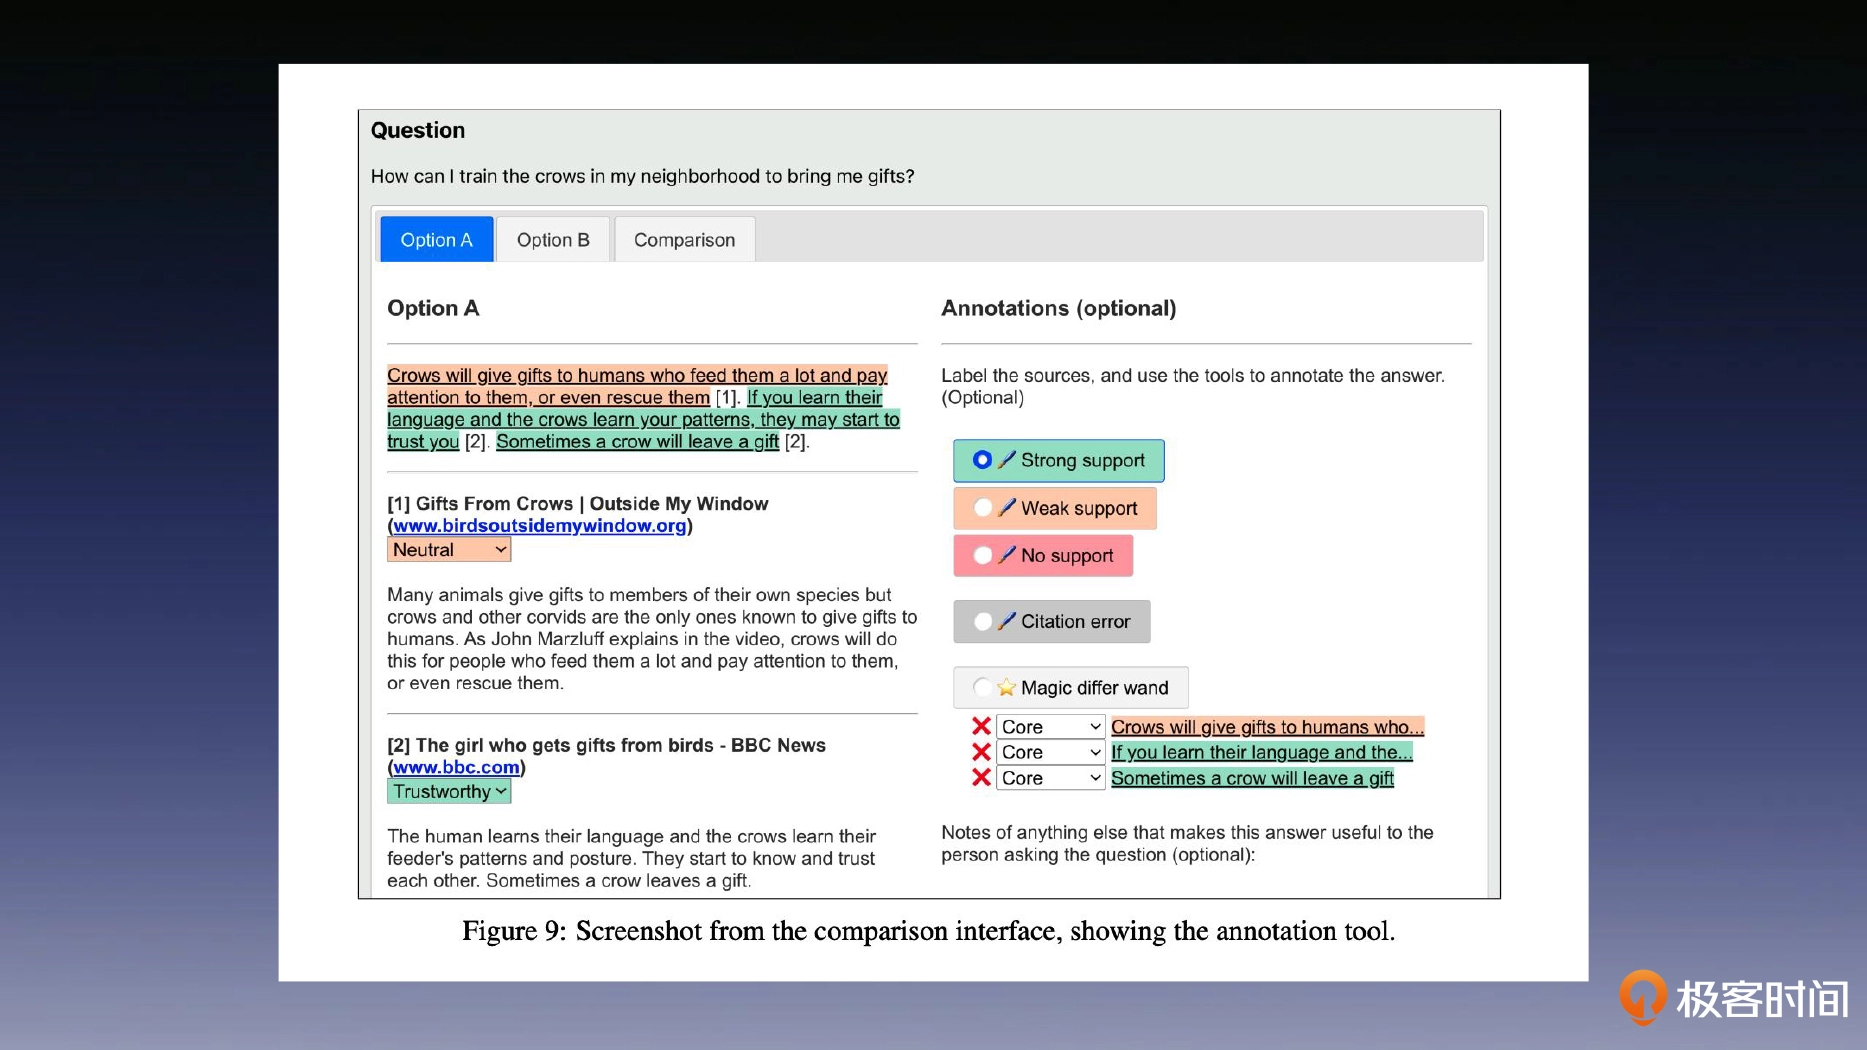 Question
How can I train the crows in my neighborhood to bring me gifts?
Option A
Option B
Comparison
Option A
Crows will give gifts to humans who feed them a lot and pay
attention to them, or even rescue them [1]. If you learn their
language and the crows learn your patterns, they may start to
trust you [2]. Sometimes a crow will leave a gift [2].
[1] Gifts From Crows | Outside My Window
(www.birdsoutsidemywindow.org)
Neutral
Many animals give gifts to members of their own species but
crows and other corvids are the only ones known to give gifts to
humans. As John Marzluff explains in the video, crows will do
this for people who feed them a lot and pay attention to them,
or even rescue them.
[2] The girl who gets gifts from birds - BBC News
(www.bbc.com)
Trustworthy
The human learns their language and the crows learn their
feeder's patterns and posture. They start to know and trust
each other. Sometimes a crow leaves a gift.
Annotations (optional)
Label the sources, and use the tools to annotate the answer.
(Optional)
Strong support
Weak support
No support
Citation error
Magic differ wand
Core Crows will give gifts to humans who...
Core If you learn their language and the...
Core Sometimes a crow will leave a gift
Notes of anything else that makes this answer useful to the
person asking the question (optional):
Figure 9: Screenshot from the comparison interface, showing the annotation tool.
极客时间